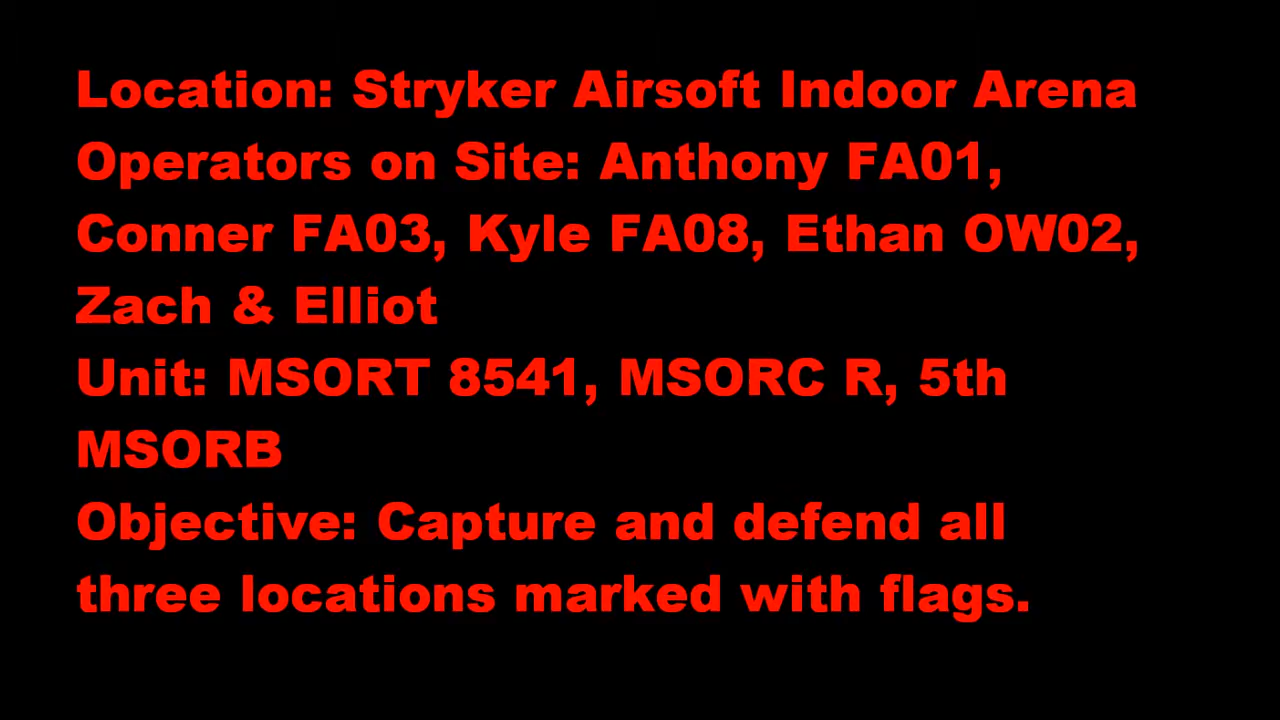 Location: Stryker Airsoft Indoor Arena
Operators on Site: Anthony FA01,
Conner FA03, Kyle FA08, Ethan OW02,
Zach & Elliot
Unit: MSORT 8541, MSORC R, 5th
MSORB
Objective: Capture and defend all
three locations marked with flags.